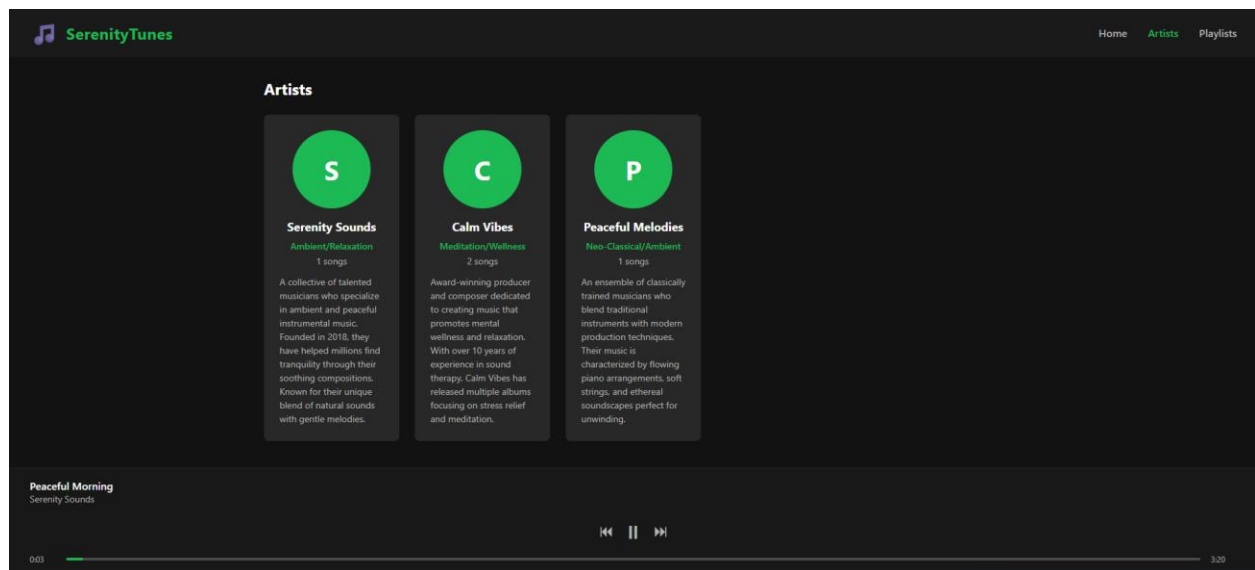 SerenityTunes
Home Artists Playlists
Artists
S
Serenity Sounds
Ambient/Relaxation
1 songs
A collective of talented
musicians who specialize
in ambient and peaceful
instrumental music.
Founded in 2018, they
have helped millions find
tranquility through their
soothing compositions.
Known for their unique
blend of natural sounds
with gentle melodies.
C
Calm Vibes
Meditation/Wellness
2 songs
Award-winning producer
and composer dedicated
to creating music that
promotes mental
wellness and relaxation.
With over 10 years of
experience in sound
therapy, Calm Vibes has
released multiple albums
focusing on stress relief
and meditation.
P
Peaceful Melodies
Neo-Classical/Ambient
1 songs
An ensemble of classically
trained musicians who
blend traditional
instruments with modern
production techniques.
Their music is
characterized by flowing
piano arrangements, soft
strings, and ethereal
soundscapes perfect for
unwinding.
Peaceful Morning
Serenity Sounds
0:03
3:20